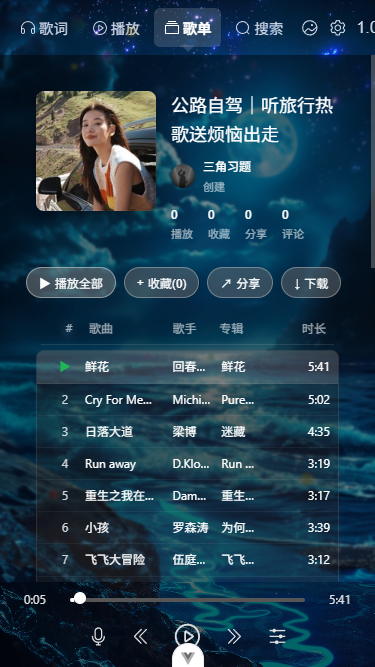 歌词 播放 歌单 搜索 1.0
公路自驾｜听旅行热
歌送烦恼出走
三角习题
创建
0 0 0 0
播放 收藏 分享 评论
▶ 播放全部 + 收藏(0) ↗ 分享 ↓ 下载
# 歌曲 歌手 专辑 时长
鲜花 回春... 鲜花 5:41
2 Cry For Me... Michi... Pure... 5:02
3 日落大道 梁博 迷藏 4:35
4 Run away D.Klo... Run ... 3:19
5 重生之我在... Dam... 重生... 3:17
6 小孩 罗森涛 为何... 3:39
7 飞飞大冒险 伍庭... 飞飞... 3:12
0:05 5:41